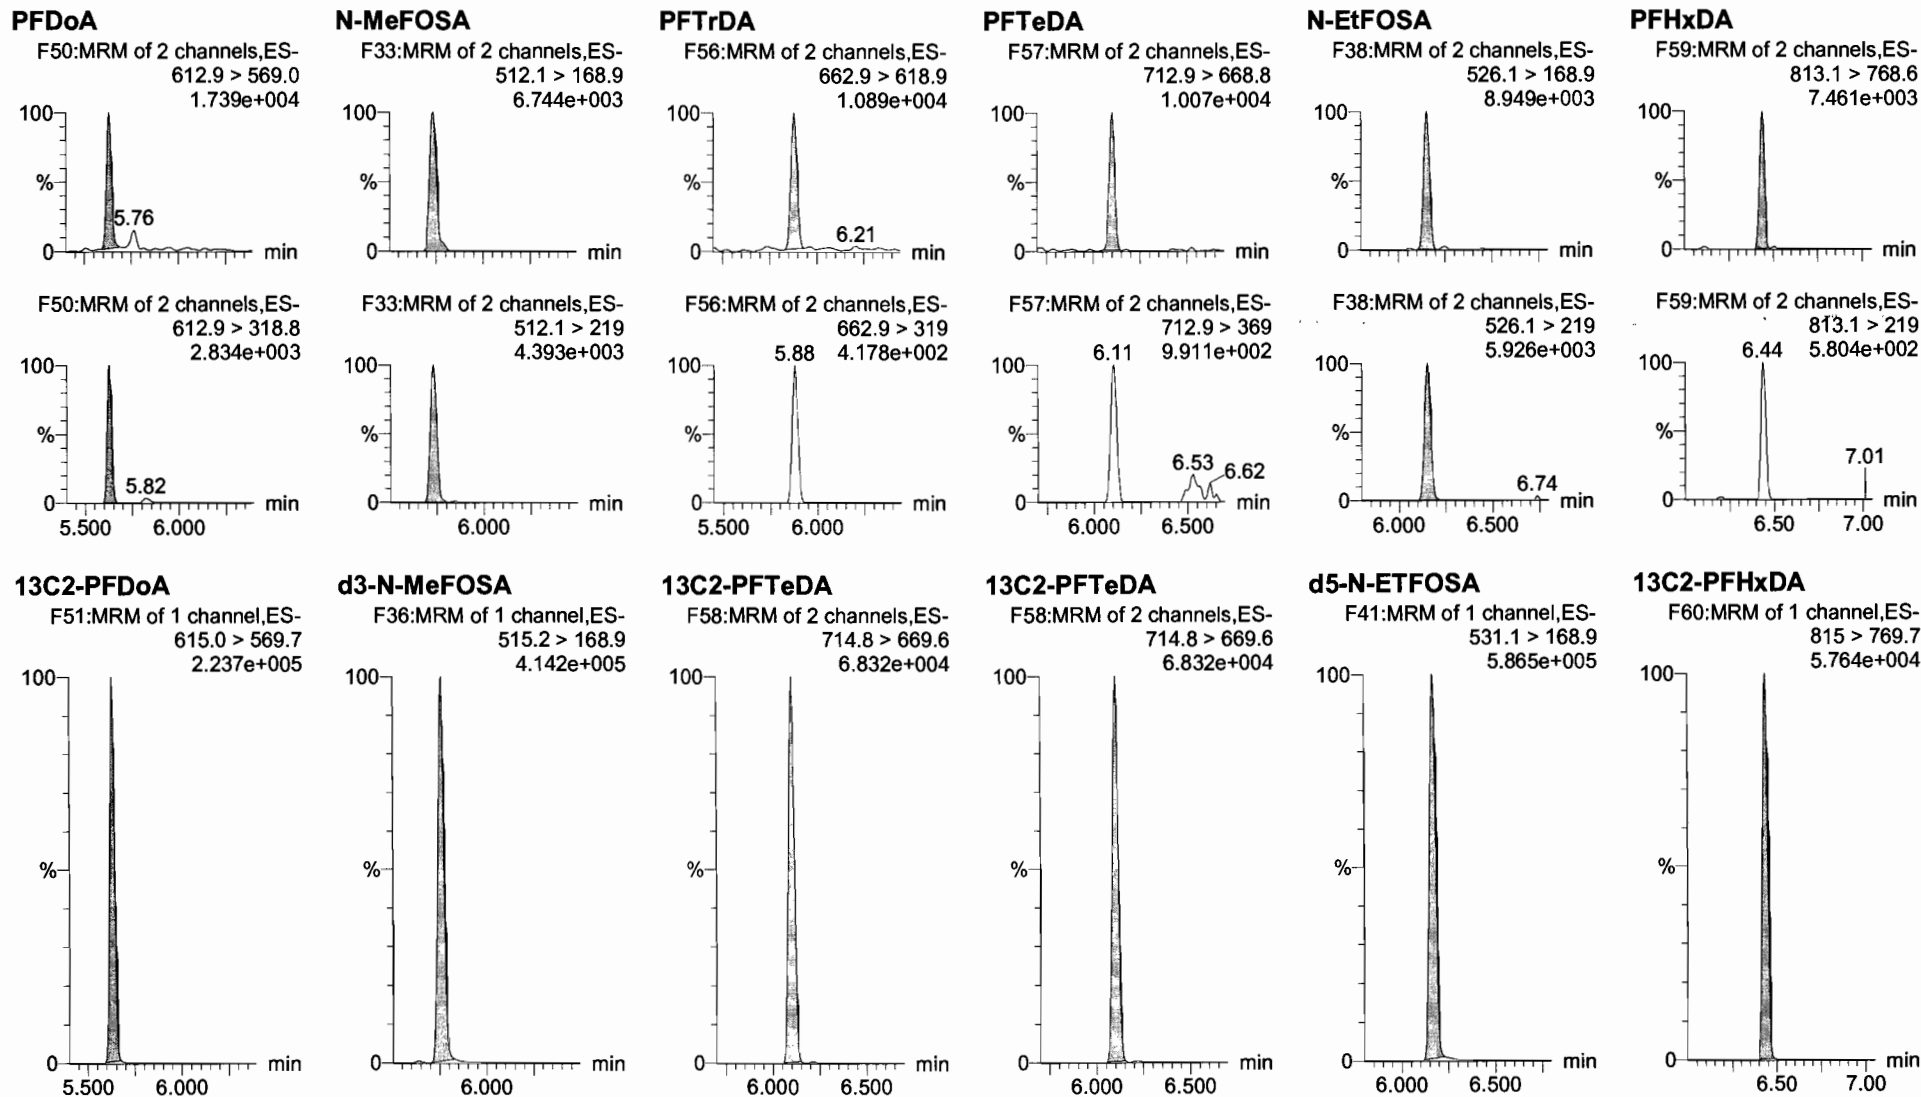 PFDoA
F50:MRM of 2 channels,ES-
612.9 > 569.0
1.739e+004
100
%
5.76
0
min
F50:MRM of 2 channels,ES-
612.9 > 318.8
2.834e+003
100
%
5.82
0
min
5.500 6.000
N-MeFOSA
F33:MRM of 2 channels,ES-
512.1 > 168.9
6.744e+003
100
%
0
min
F33:MRM of 2 channels,ES-
512.1 > 219
4.393e+003
100
%
0
min
6.000
PFTrDA
F56:MRM of 2 channels,ES-
662.9 > 618.9
1.089e+004
100
%
6.21
0
min
F56:MRM of 2 channels,ES-
662.9 > 319
5.88 4.178e+002
100
%
0
min
5.500 6.000
PFTeDA
F57:MRM of 2 channels,ES-
712.9 > 668.8
1.007e+004
100
%
0
min
F57:MRM of 2 channels,ES-
712.9 > 369
6.11 9.911e+002
100
%
6.53
6.62
0
min
6.000 6.500
N-EtFOSA
F38:MRM of 2 channels,ES-
526.1 > 168.9
8.949e+003
100
%
0
min
F38:MRM of 2 channels,ES-
526.1 > 219
5.926e+003
100
%
6.74
0
min
6.000 6.500
PFHxDA
F59:MRM of 2 channels,ES-
813.1 > 768.6
7.461e+003
100
%
0
min
F59:MRM of 2 channels,ES-
813.1 > 219
6.44 5.804e+002
100
%
7.01
0
min
6.50 7.00
13C2-PFDoA
F51:MRM of 1 channel,ES-
615.0 > 569.7
2.237e+005
100
%
0
min
5.500 6.000
d3-N-MeFOSA
F36:MRM of 1 channel,ES-
515.2 > 168.9
4.142e+005
100
%
0
min
6.000
13C2-PFTeDA
F58:MRM of 2 channels,ES-
714.8 > 669.6
6.832e+004
100
%
0
min
6.000 6.500
13C2-PFTeDA
F58:MRM of 2 channels,ES-
714.8 > 669.6
6.832e+004
100
%
0
min
6.000 6.500
d5-N-ETFOSA
F41:MRM of 1 channel,ES-
531.1 > 168.9
5.865e+005
100
%
0
min
6.000 6.500
13C2-PFHxDA
F60:MRM of 1 channel,ES-
815 > 769.7
5.764e+004
100
%
0
min
6.50 7.00